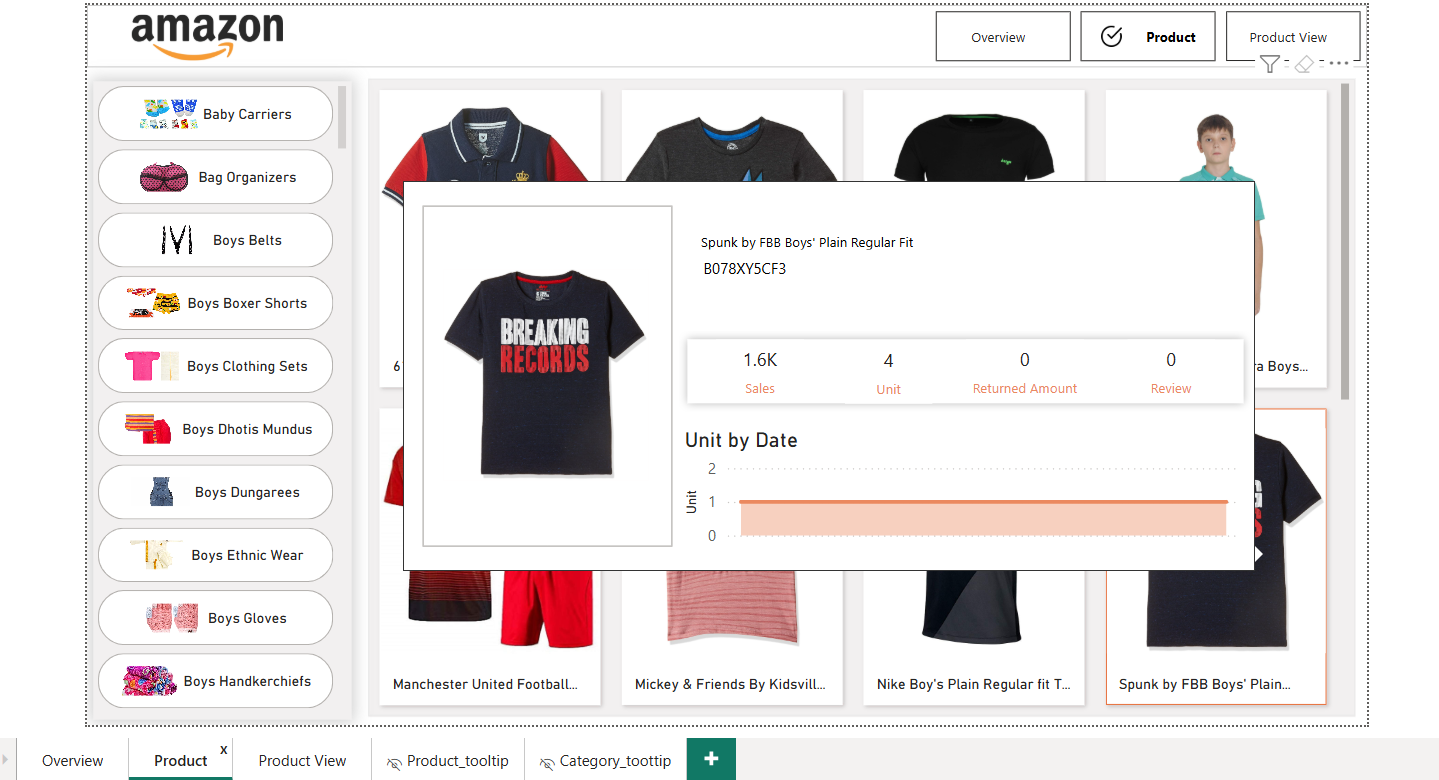 amazon
Overview
Product
Product View
Baby Carriers
Bag Organizers
Boys Belts
Boys Boxer Shorts
Boys Clothing Sets
Boys Dhotis Mundus
Boys Dungarees
Boys Ethnic Wear
Boys Gloves
Boys Handkerchiefs
Spunk by FBB Boys' Plain Regular Fit
B078XY5CF3
BREAKING
RECORDS
1.6K
Sales
4
Unit
0
Returned Amount
0
Review
Unit by Date
Unit
2
1
0
6
ra Boys...
Manchester United Football...
Mickey & Friends By Kidsvill...
Nike Boy's Plain Regular fit T...
Spunk by FBB Boys' Plain...
Overview
Product
x
Product View
Product_tooltip
Category_toottip
+